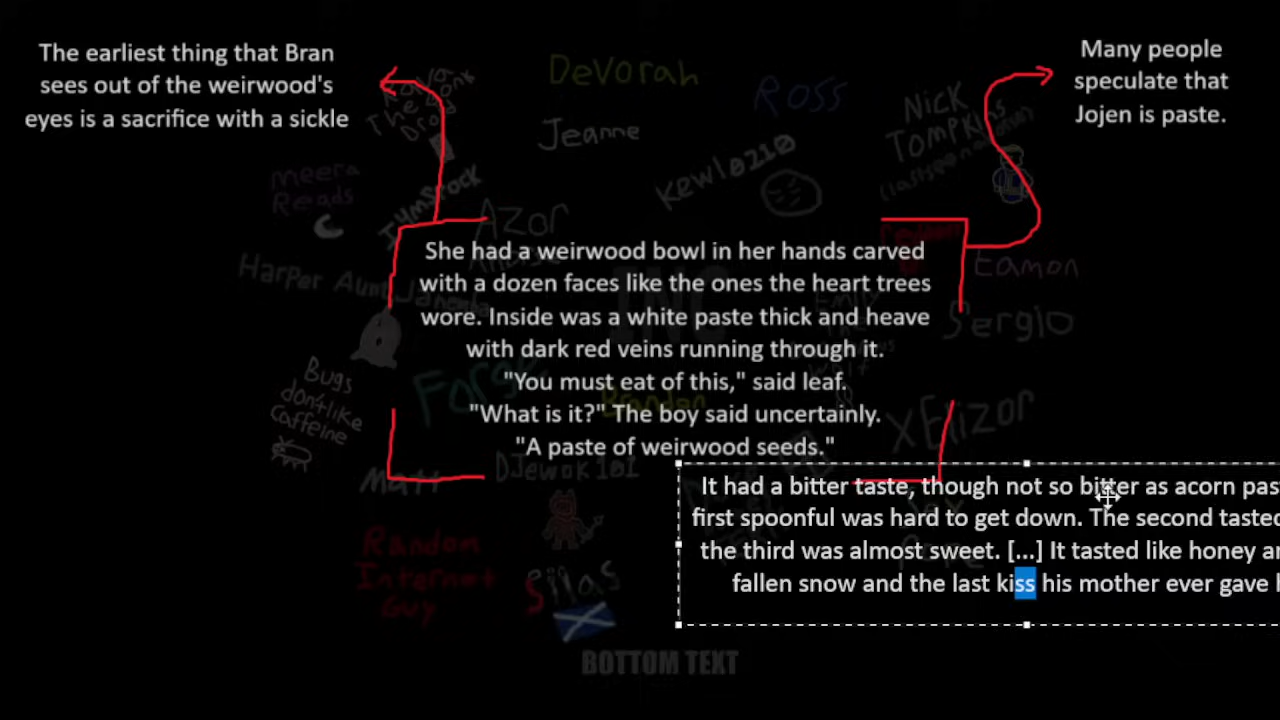 The earliest thing that Bran
sees out of the weirwood's
eyes is a sacrifice with a sickle
Many people
speculate that
Jojen is paste.
DeVorah
Ross
Jeanne
Nick
Tompkins
Kewl0210
meera
Reads
TymStock
Azor
Harper
Eamon
Sergio
She had a weirwood bowl in her hands carved
with a dozen faces like the ones the heart trees
wore. Inside was a white paste thick and heave
with dark red veins running through it.
"You must eat of this," said leaf.
"What is it?" The boy said uncertainly.
"A paste of weirwood seeds."
Forge
Brandon
Bugs
don't like
Caffeine
xElizor
Matt
DJewok101
It had a bitter taste, though not so bitter as acorn pas
first spoonful was hard to get down. The second tasted
the third was almost sweet. [...] It tasted like honey a
fallen snow and the last kiss his mother ever gave
Random
Internet
Guy
Silas
BOTTOM TEXT